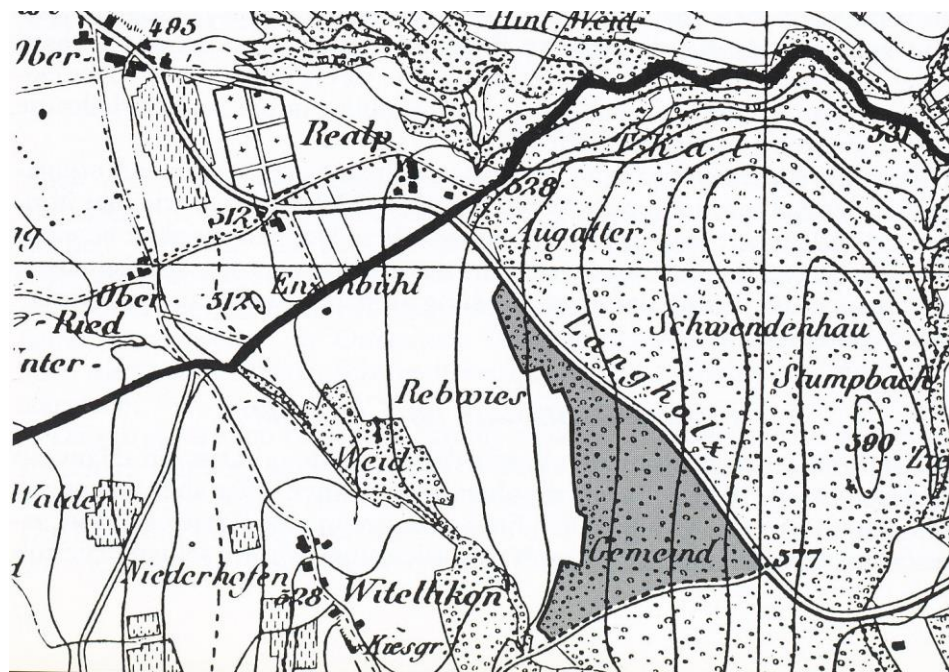 495
Hint. Weid
Ober-
Realp
531
Thal
528
512
Augatter
Enzenbühl
Ober
512
Ried
Schwendenhau
Langholt
Unter-
Rebwies
Stumpbach
590
Weid
Walder
Gemeind
577
Niederhofen
Witellikon
528
Kiesgr.